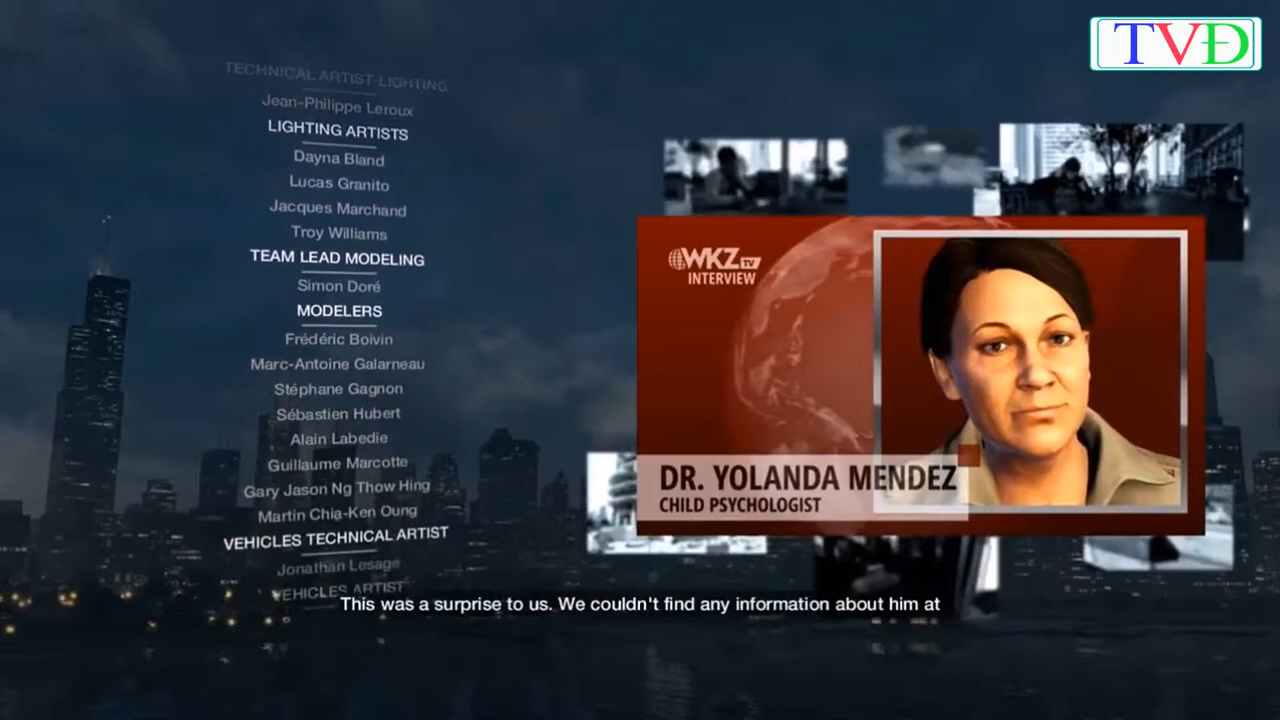 TVĐ
TECHNICAL ARTIST-LIGHTING
Jean-Philippe Leroux
LIGHTING ARTISTS
Dayna Bland
Lucas Granito
Jacques Marchand
Troy Williams
TEAM LEAD MODELING
Simon Doré
MODELERS
Frédéric Boivin
Marc-Antoine Galarneau
Stéphane Gagnon
Sébastien Hubert
Alain Labedie
Guillaume Marcotte
Gary Jason Ng Thow Hing
Martin Chia-Ken Oung
VEHICLES TECHNICAL ARTIST
Jonathan Lesage
VEHICLES ARTIST
WKZ TV
INTERVIEW
DR. YOLANDA MENDEZ
CHILD PSYCHOLOGIST
This was a surprise to us. We couldn't find any information about him at